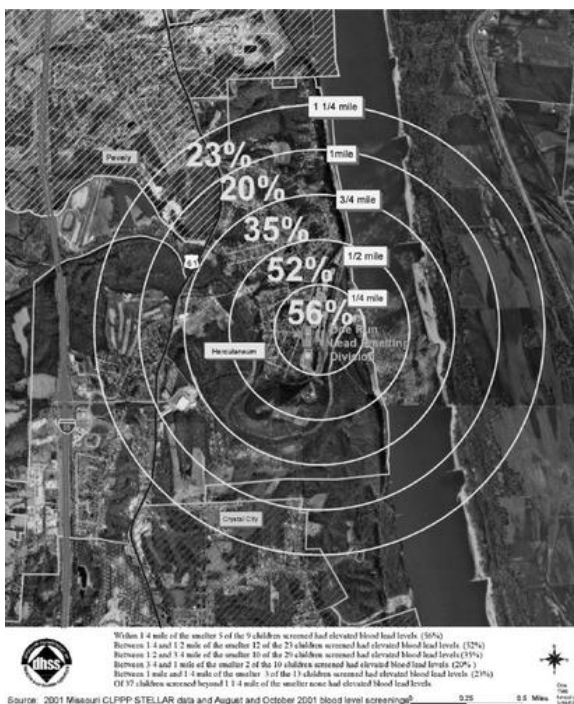 1 1/4 mile
23%
1mile
Pevely
20%
3/4 mile
35%
61
1/2 mile
52%
1/4 mile
56%
Doe Run
Lead Smelting
Division
Herculaneum
55
Crystal City
dhss
Within 1 4 mile of the smelter 5 of the 9 children screened had elevated blood lead levels. (56%)
Between 1 4 and 1 2 mile of the smelter 12 of the 23 children screened had elevated blood lead levels. (52%)
Between 1 2 and 3 4 mile of the smelter 10 of the 29 children screened had elevated blood lead levels. (35%)
Between 3 4 and 1 mile of the smelter 2 of the 10 children screened had elevated blood lead levels. (20% )
Between 1 mile and 1 4 mile of the smelter .3 of the 13 children screened had elevated blood lead levels. (23%)
Of 37 children screened beyond 1 1 4 mile of the smelter none had elevated blood lead levels.
Source: 2001 Missouri CLPPP STELLAR data and August and October 2001 blood level screenings
0 0.25 0.5 Miles